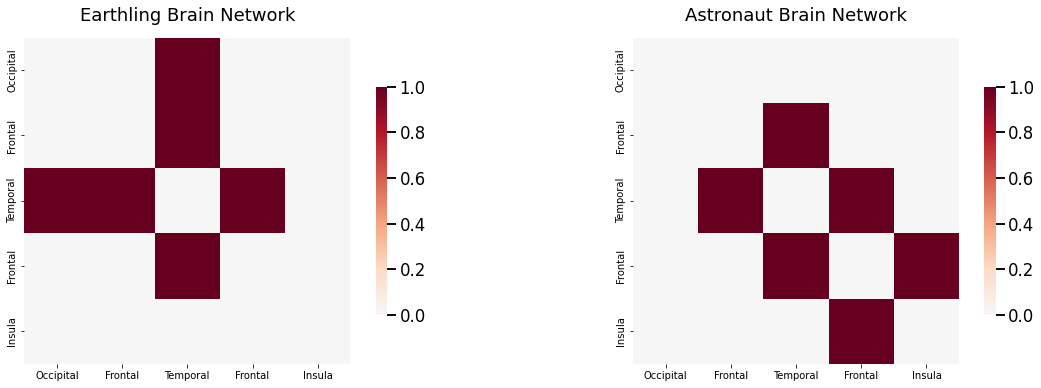 Earthling Brain Network
Occipital
Frontal
Temporal
Frontal
Insula
Occipital Frontal Temporal Frontal Insula
1.0
0.8
0.6
0.4
0.2
0.0
Astronaut Brain Network
Occipital
Frontal
Temporal
Frontal
Insula
Occipital Frontal Temporal Frontal Insula
1.0
0.8
0.6
0.4
0.2
0.0